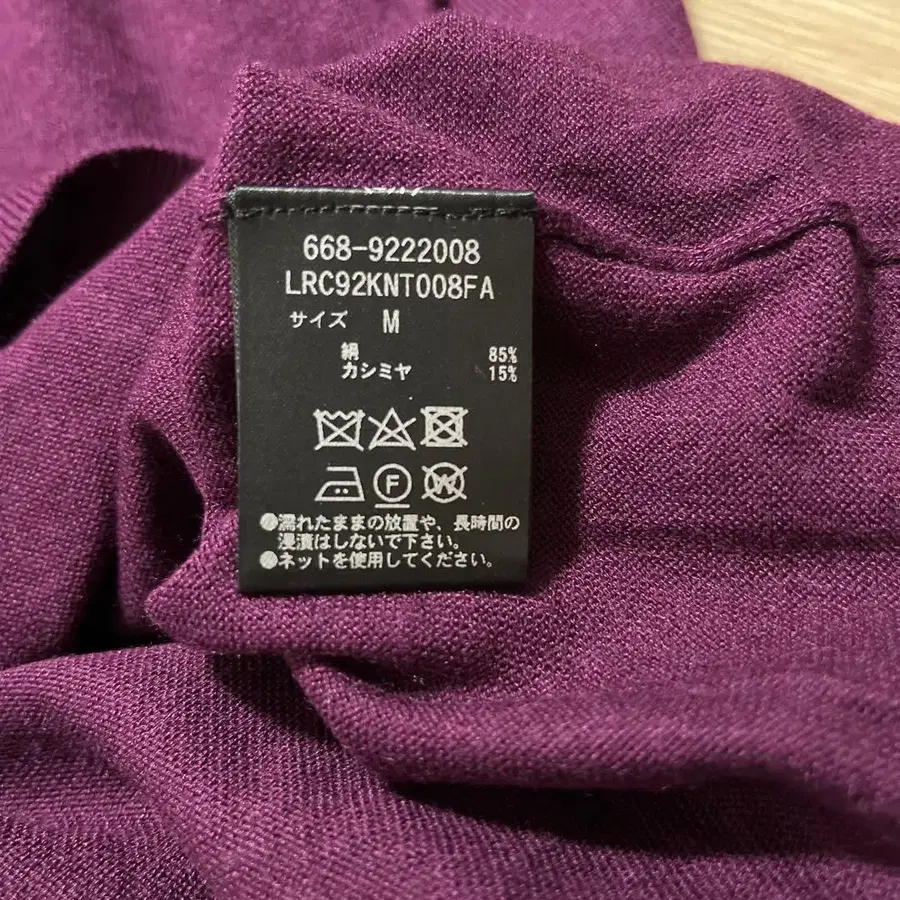 668-9222008
LRC92KNT008FA
サイズ M
絹 85%
カシミヤ 15%
F
W
●濡れたままの放置や、長時間の
浸漬はしないで下さい。
●ネットを使用してください。